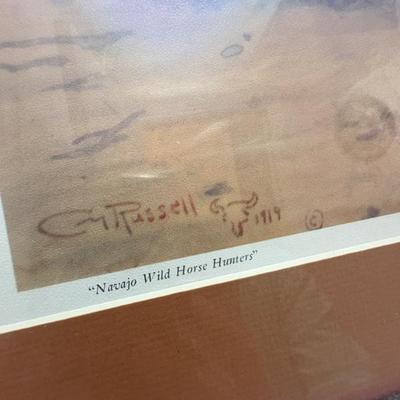 CM Russell 1919 ©
"Navajo Wild Horse Hunters"